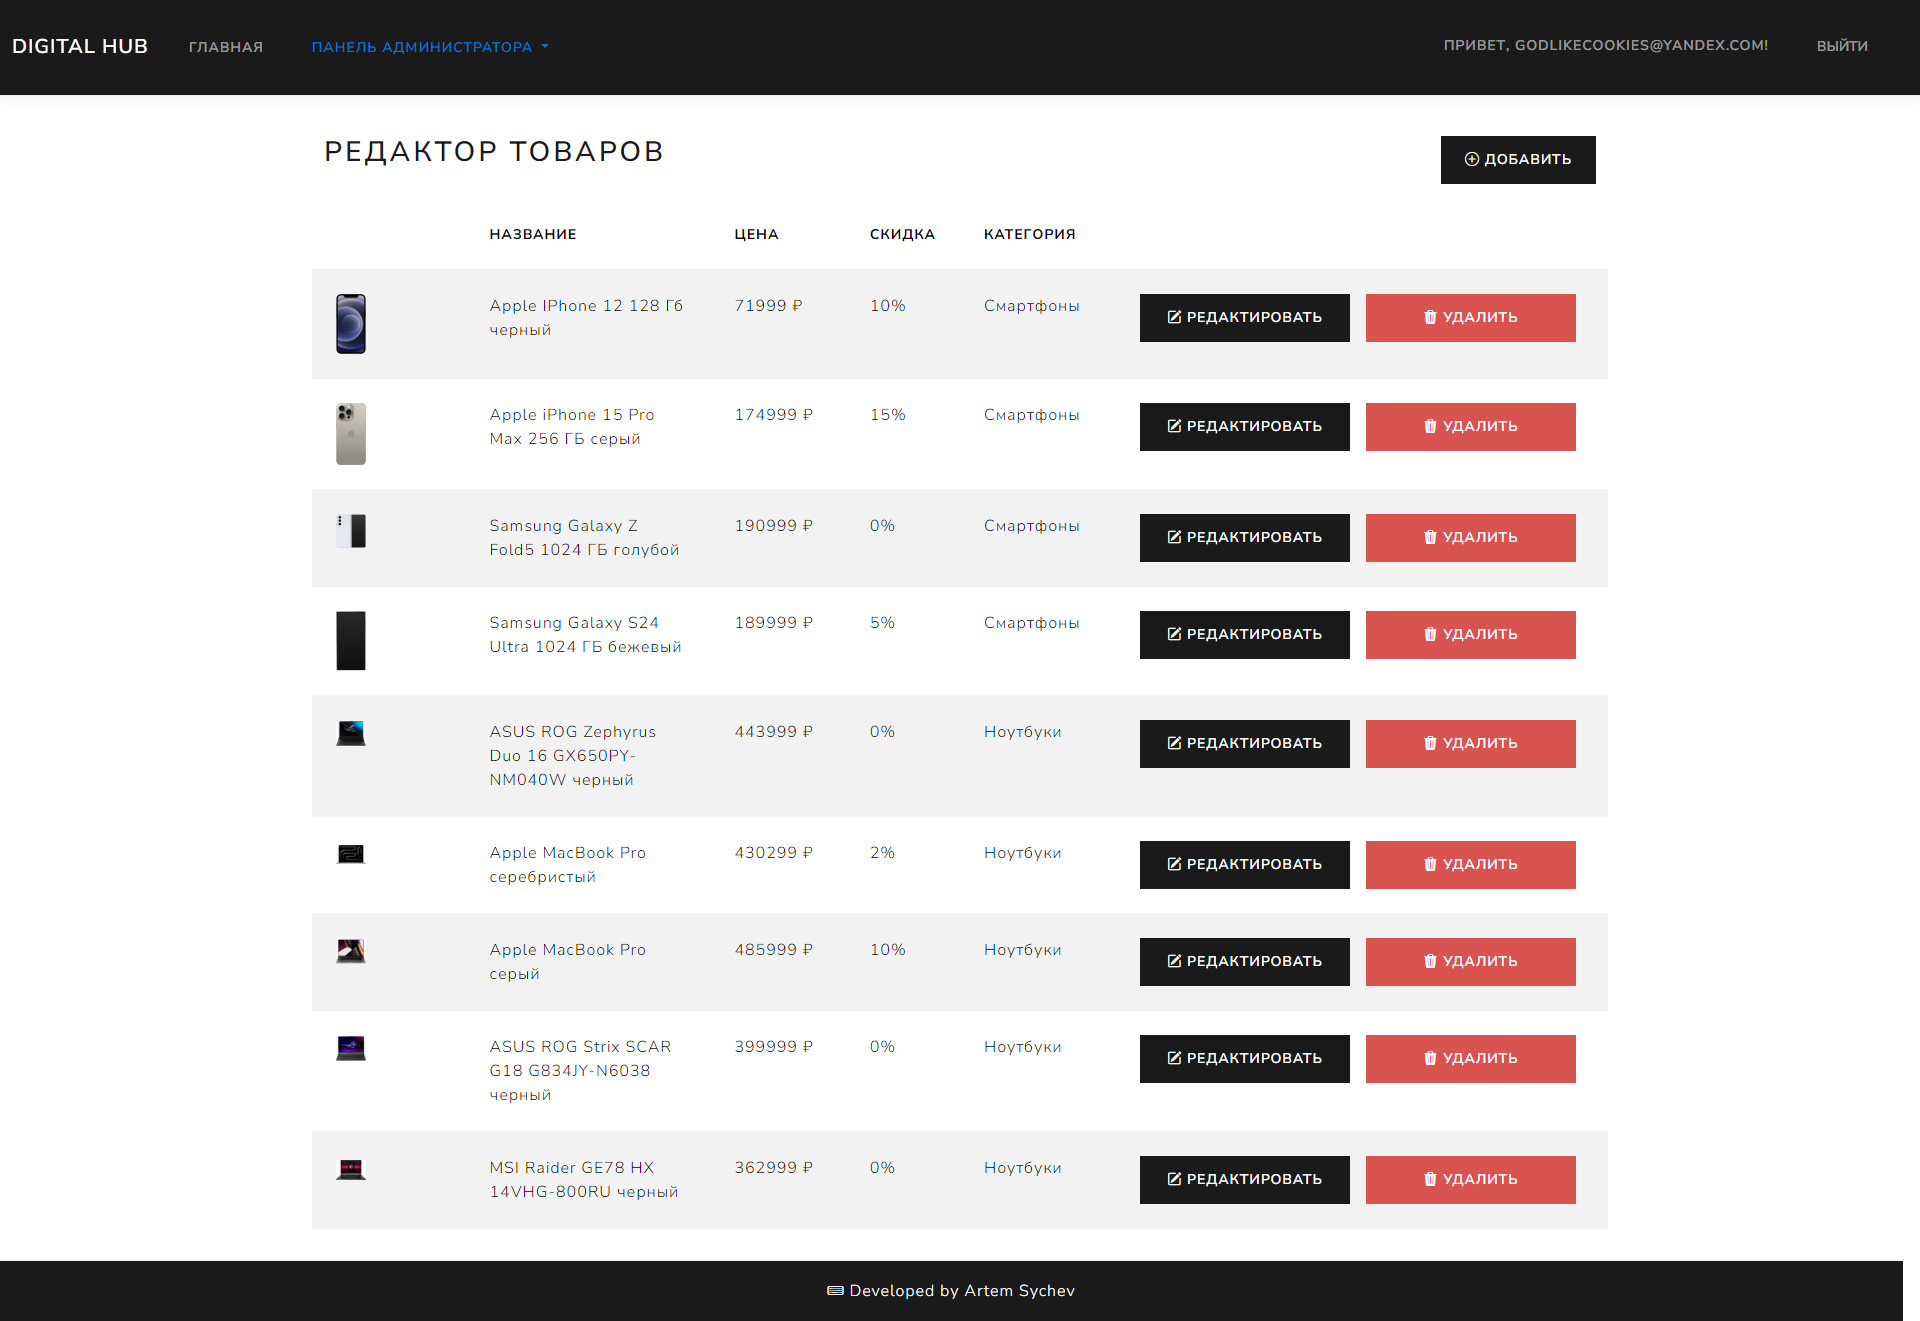 DIGITAL HUB ГЛАВНАЯ ПАНЕЛЬ АДМИНИСТРАТОРА ПРИВЕТ, GODLIKECOOKIES@YANDEX.COM! ВЫЙТИ
РЕДАКТОР ТОВАРОВ
ДОБАВИТЬ
НАЗВАНИЕ ЦЕНА СКИДКА КАТЕГОРИЯ
Apple IPhone 12 128 Гб 71999 ₽ 10% Смартфоны РЕДАКТИРОВАТЬ УДАЛИТЬ
черный
Apple iPhone 15 Pro 174999 ₽ 15% Смартфоны РЕДАКТИРОВАТЬ УДАЛИТЬ
Max 256 ГБ серый
Samsung Galaxy Z 190999 ₽ 0% Смартфоны РЕДАКТИРОВАТЬ УДАЛИТЬ
Fold5 1024 ГБ голубой
Samsung Galaxy S24 189999 ₽ 5% Смартфоны РЕДАКТИРОВАТЬ УДАЛИТЬ
Ultra 1024 ГБ бежевый
ASUS ROG Zephyrus 443999 ₽ 0% Ноутбуки РЕДАКТИРОВАТЬ УДАЛИТЬ
Duo 16 GX650PY-
NM040W черный
Apple MacBook Pro 430299 ₽ 2% Ноутбуки РЕДАКТИРОВАТЬ УДАЛИТЬ
серебристый
Apple MacBook Pro 485999 ₽ 10% Ноутбуки РЕДАКТИРОВАТЬ УДАЛИТЬ
серый
ASUS ROG Strix SCAR 399999 ₽ 0% Ноутбуки РЕДАКТИРОВАТЬ УДАЛИТЬ
G18 G834JY-N6038
черный
MSI Raider GE78 HX 362999 ₽ 0% Ноутбуки РЕДАКТИРОВАТЬ УДАЛИТЬ
14VHG-800RU черный
Developed by Artem Sychev